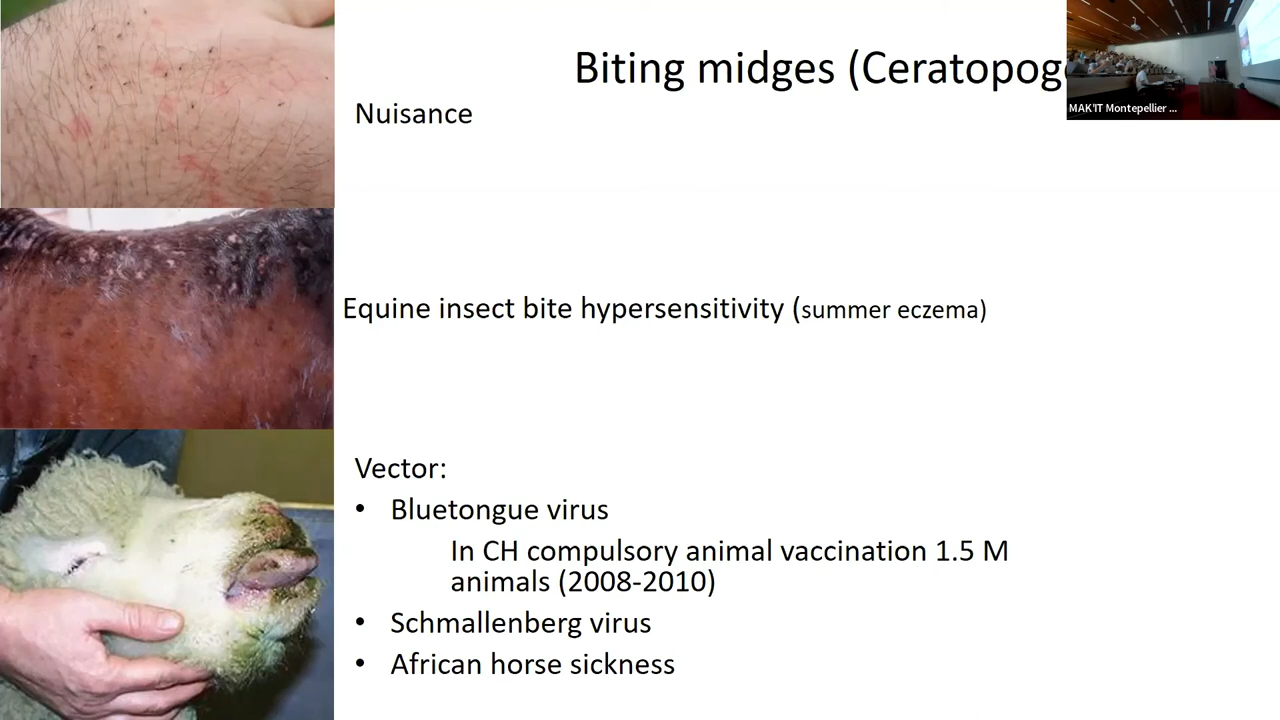 Biting midges (Ceratopog
MAK'IT Montepellier ...
Nuisance
Equine insect bite hypersensitivity (summer eczema)
Vector:
• Bluetongue virus
In CH compulsory animal vaccination 1.5 M
animals (2008-2010)
• Schmallenberg virus
• African horse sickness